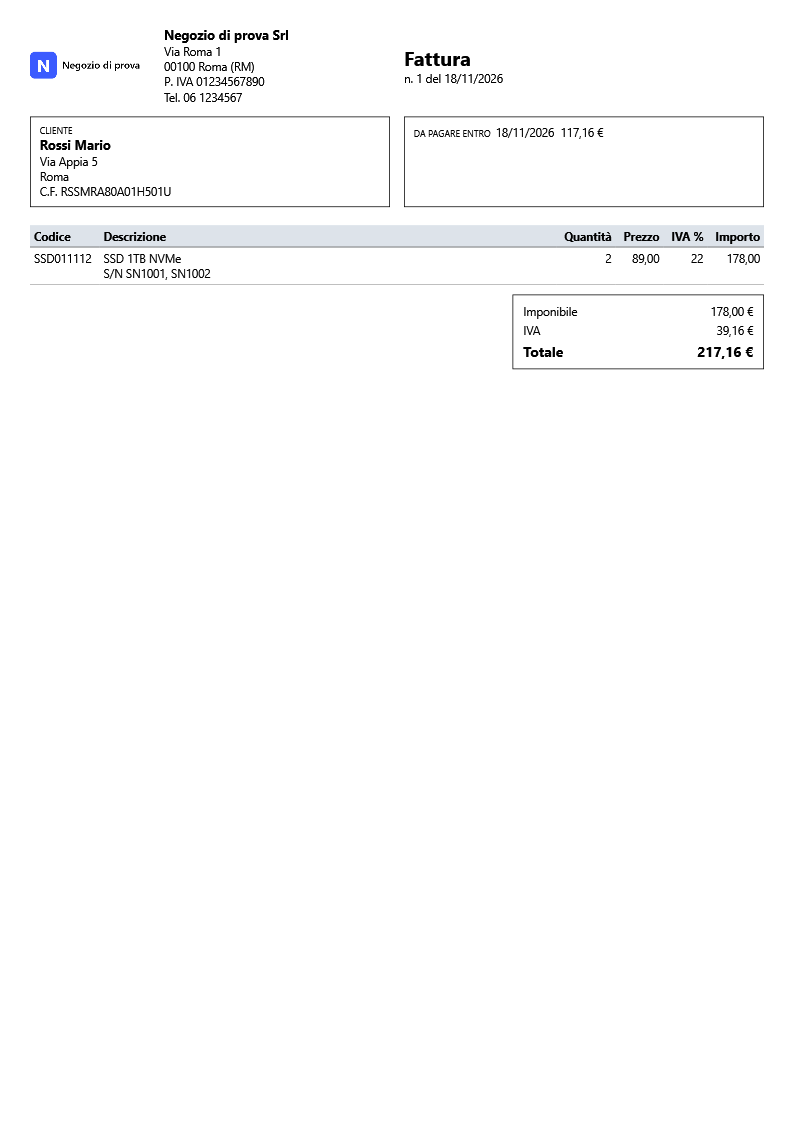 N Negozio di prova
Negozio di prova Srl
Via Roma 1
00100 Roma (RM)
P. IVA 01234567890
Tel. 06 1234567
Fattura
n. 1 del 18/11/2026
CLIENTE
Rossi Mario
Via Appia 5
Roma
C.F. RSSMRA80A01H501U
DA PAGARE ENTRO 18/11/2026 117,16 €
Codice Descrizione Quantità Prezzo IVA % Importo
SSD011112 SSD 1TB NVMe 2 89,00 22 178,00
S/N SN1001, SN1002
Imponibile 178,00 €
IVA 39,16 €
Totale 217,16 €